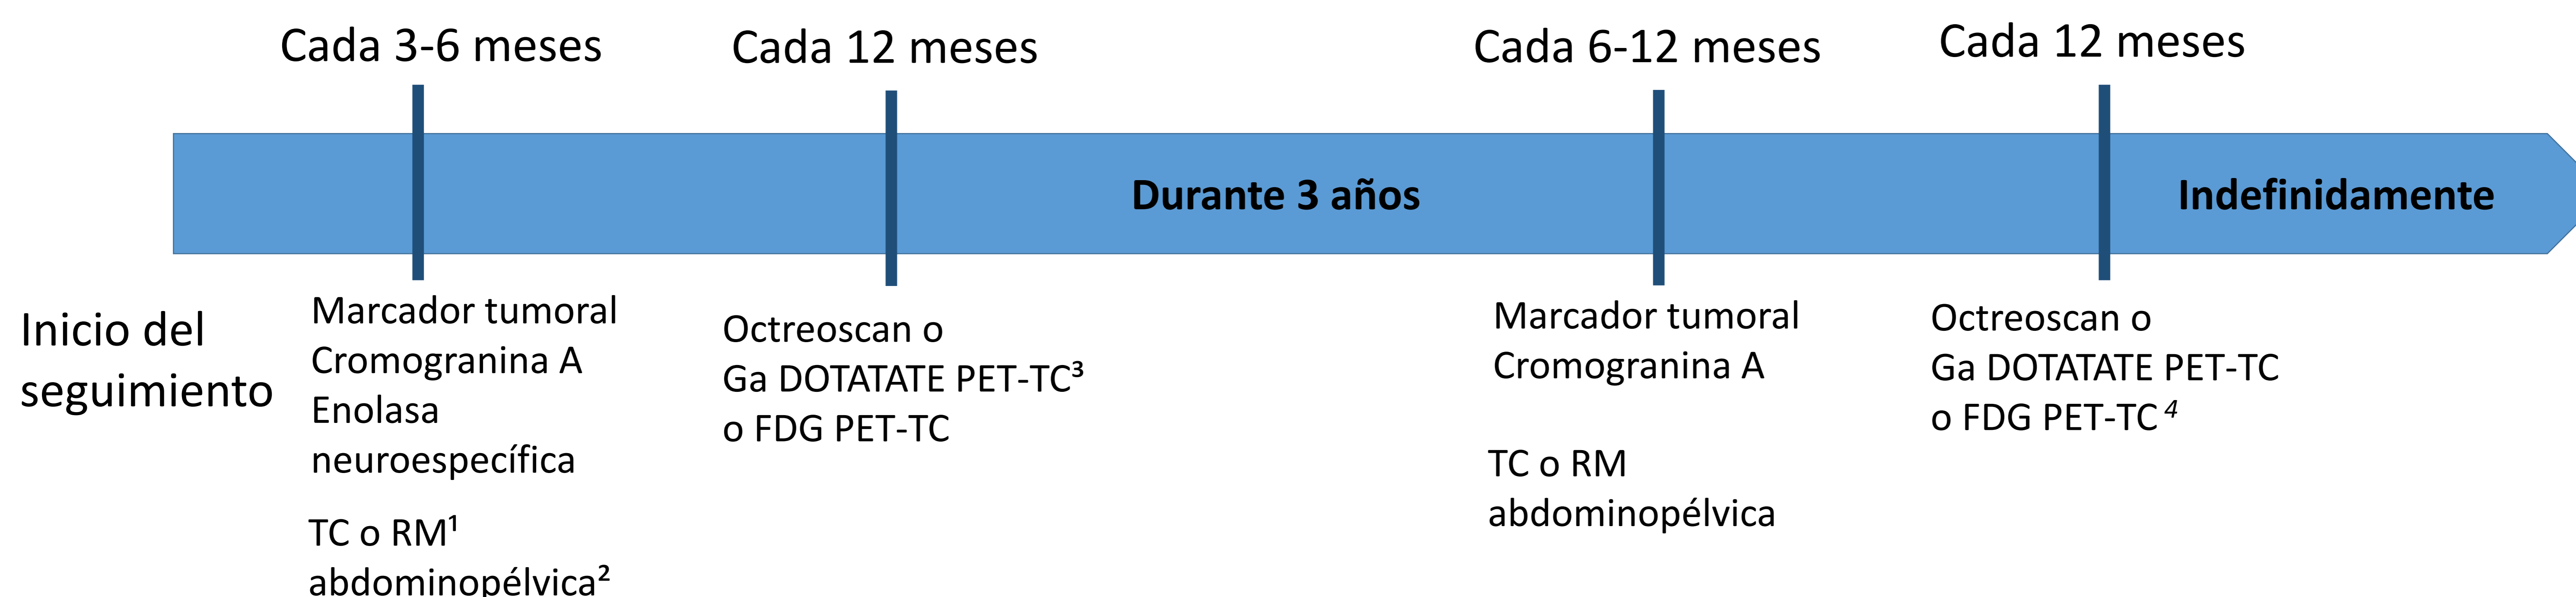 Cada 3-6 meses
Cada 12 meses
Cada 6-12 meses
Cada 12 meses
Durante 3 años
Indefinidamente
Inicio del
seguimiento
Marcador tumoral
Cromogranina A
Enolasa
neuroespecífica
TC o RM¹
abdominopélvica²
Octreoscan o
Ga DOTATATE PET-TC³
o FDG PET-TC
Marcador tumoral
Cromogranina A
TC o RM
abdominopélvica
Octreoscan o
Ga DOTATATE PET-TC
o FDG PET-TC ⁴